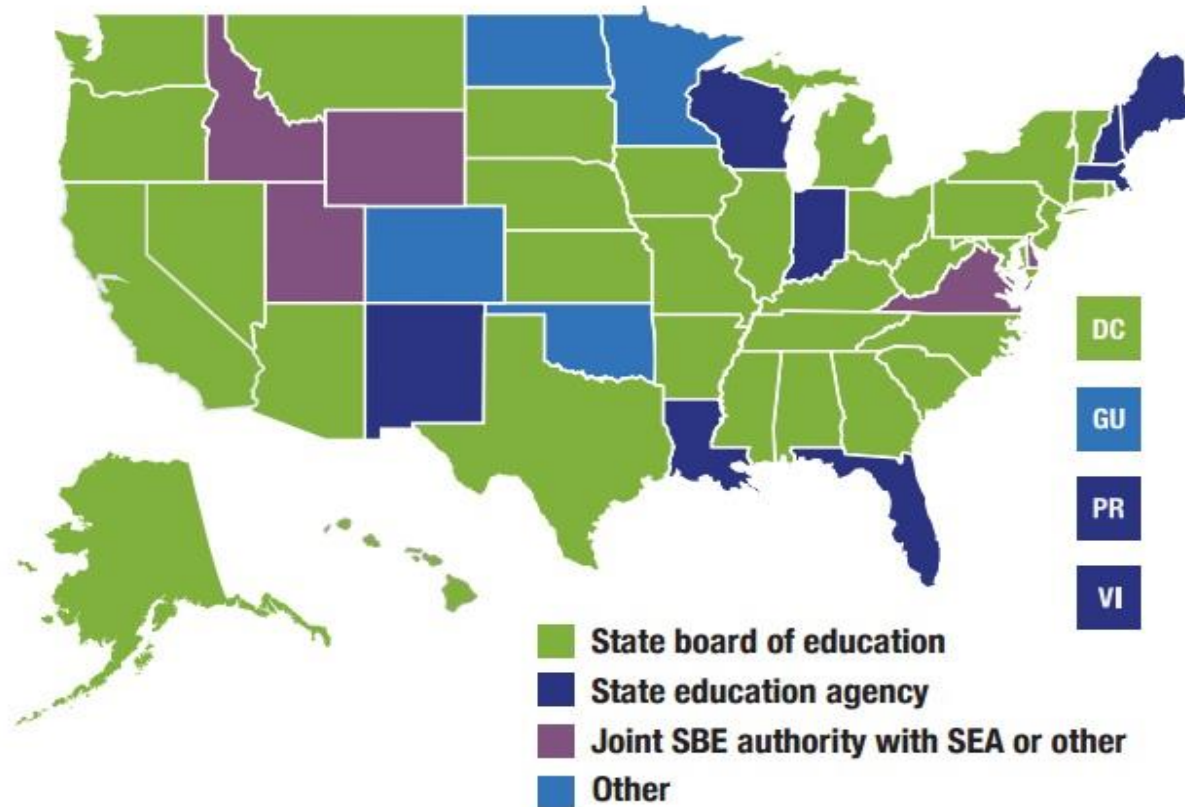 DC
GU
PR
VI
State board of education
State education agency
Joint SBE authority with SEA or other
Other